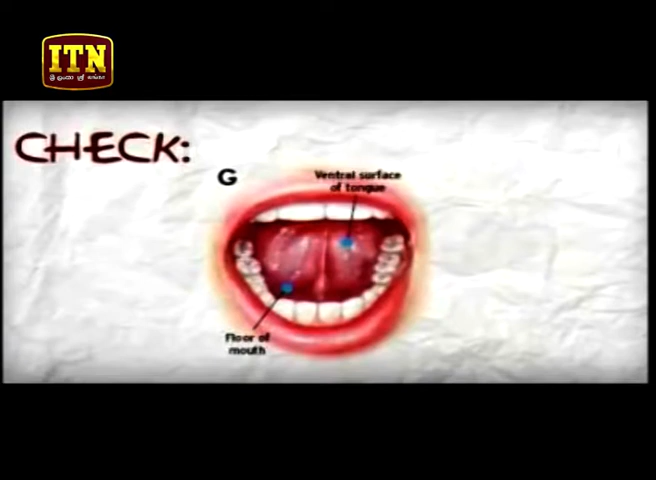 ITN
CHECK:
G
Ventral surface
of tongue
Floor of
mouth